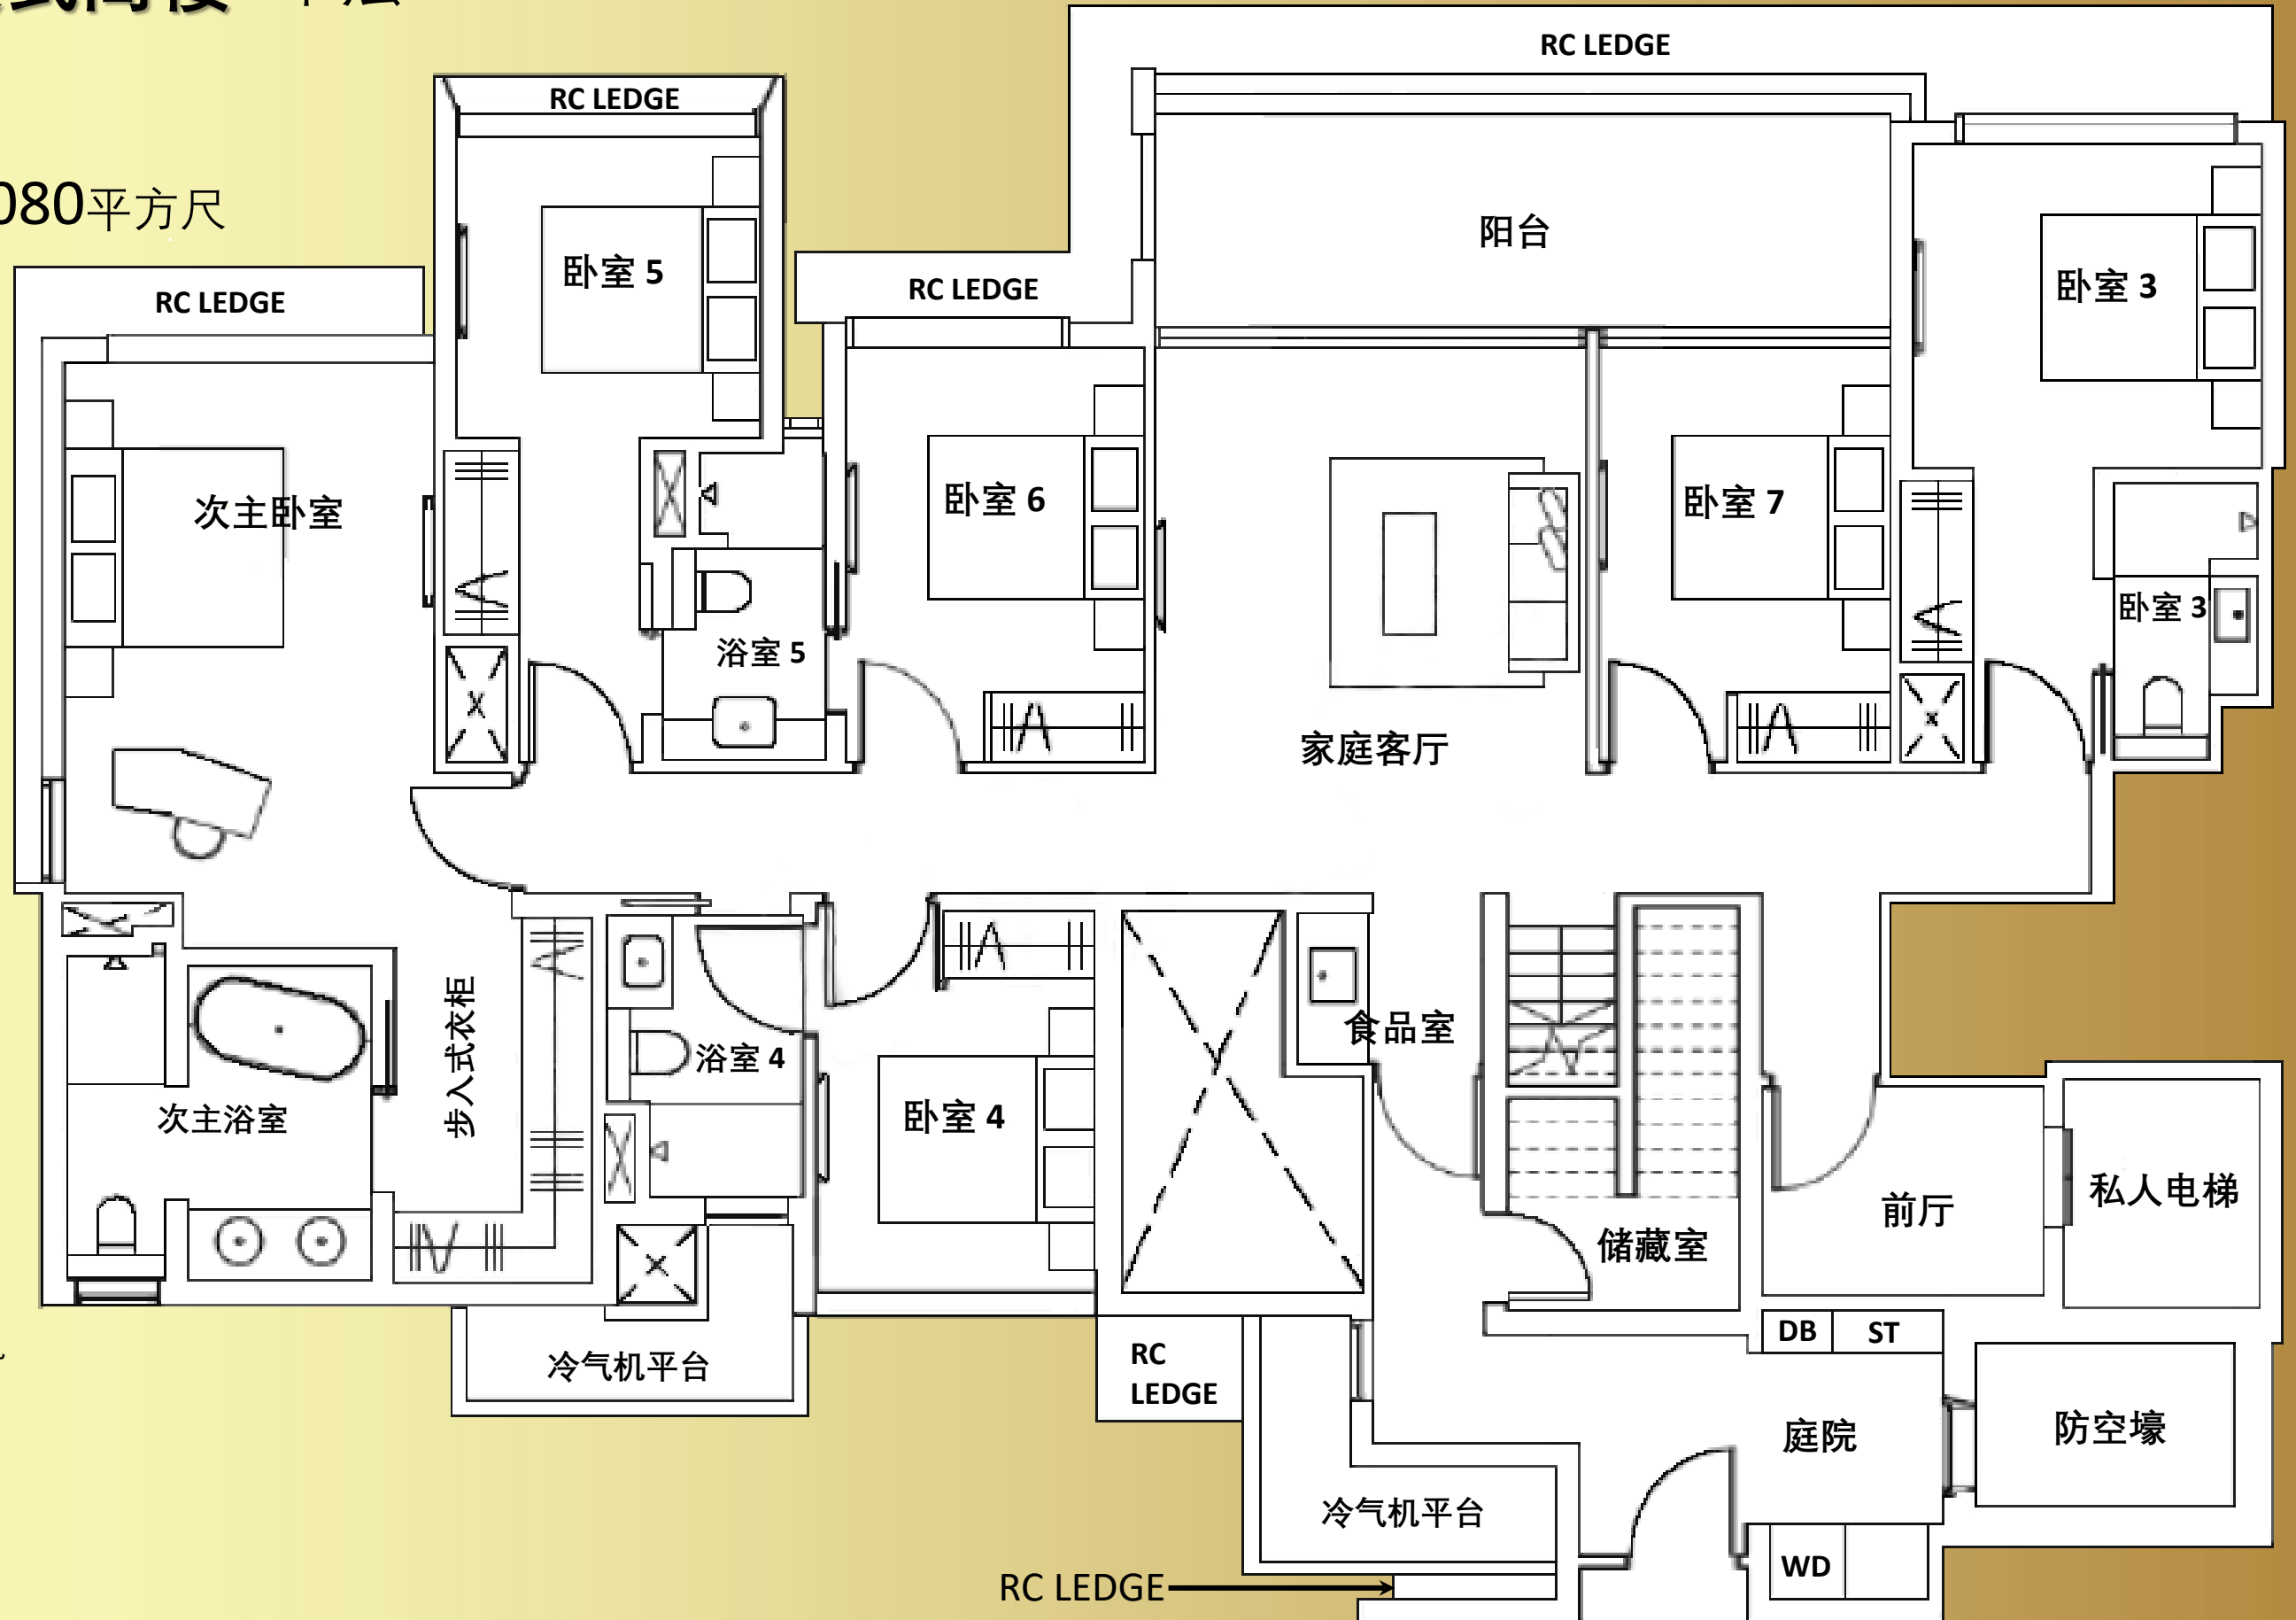 RC LEDGE
RC LEDGE
080平方尺
阳台
卧室 5
卧室 3
RC LEDGE
RC LEDGE
次主卧室
卧室 6
卧室 7
卧室 3
浴室 5
家庭客厅
食品室
步入式衣柜
浴室 4
次主浴室
卧室 4
私人电梯
前厅
储藏室
DB
ST
冷气机平台
RC
LEDGE
庭院
防空壕
冷气机平台
WD
RC LEDGE